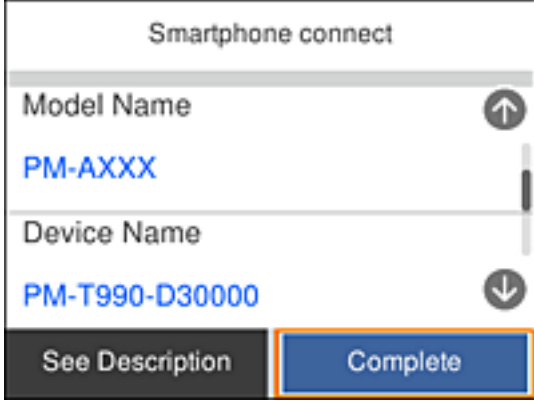 Smartphone connect
Model Name
PM-AXXX
Device Name
PM-T990-D30000
See Description
Complete